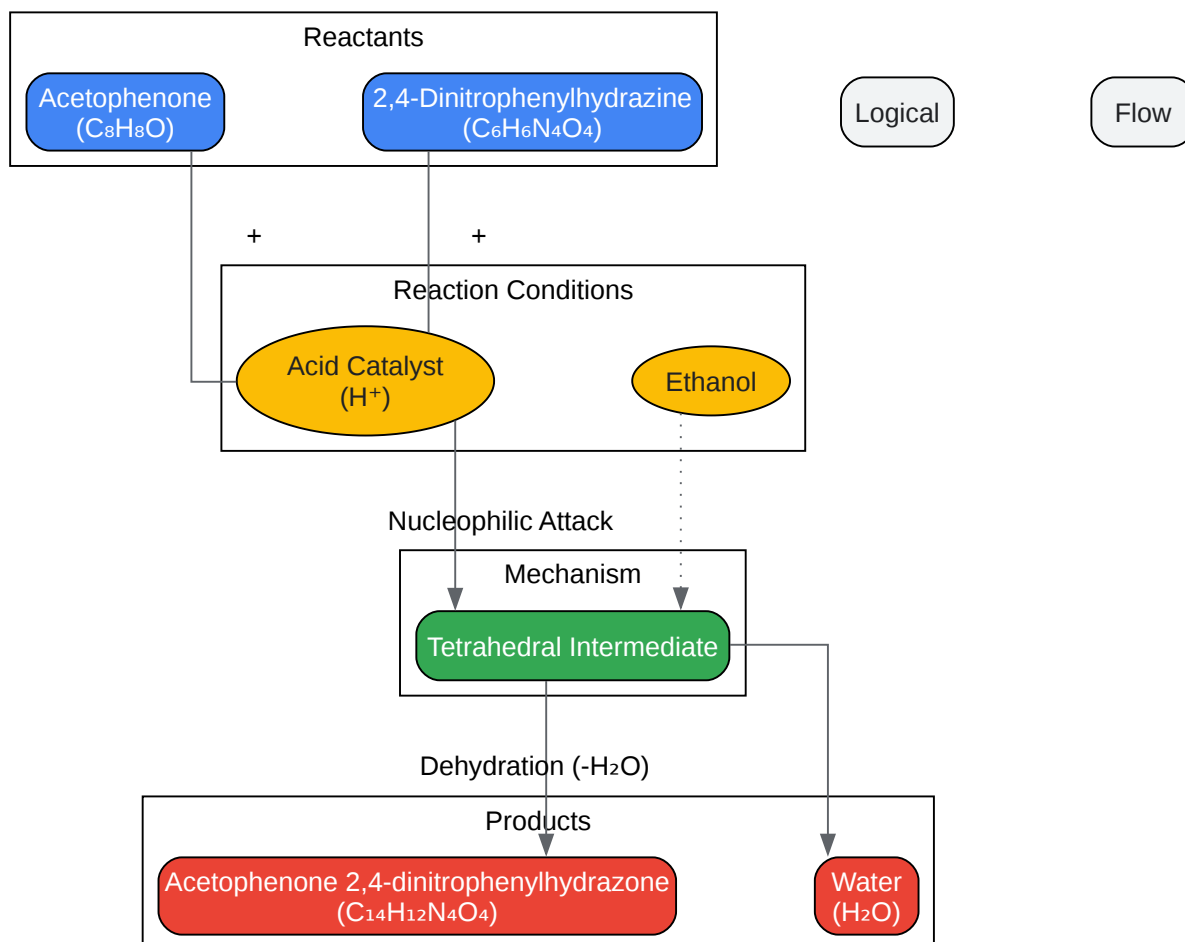 Reactants
Acetophenone
(C₈H₈O)
2,4-Dinitrophenylhydrazine
(C₆H₆N₄O₄)
Logical
Flow
+
+
Reaction Conditions
Acid Catalyst
(H⁺)
Ethanol
Nucleophilic Attack
Mechanism
Tetrahedral Intermediate
Dehydration (-H₂O)
Products
Acetophenone 2,4-dinitrophenylhydrazone
(C₁₄H₁₂N₄O₄)
Water
(H₂O)